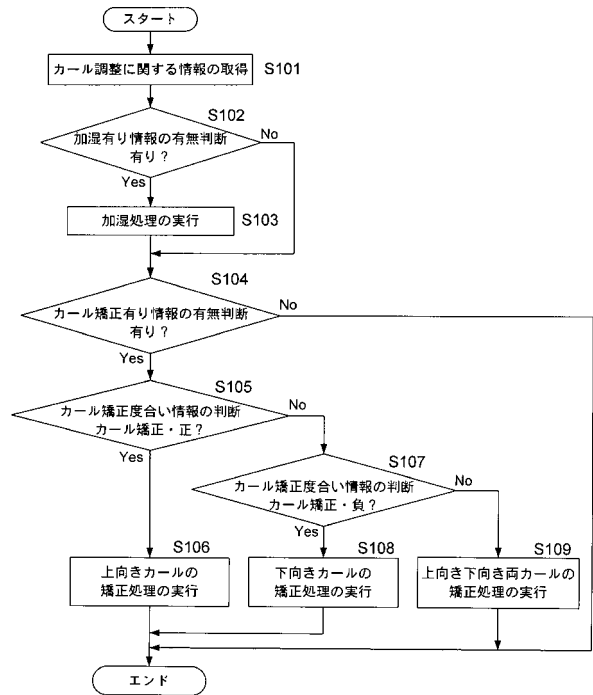 スタート
カール調整に関する情報の取得
S101
S102
加湿有り情報の有無判断
有り?
No
Yes
加湿処理の実行
S103
S104
カール矯正有り情報の有無判断
有り?
No
Yes
S105
カール矯正度合い情報の判断
カール矯正・正?
No
Yes
S107
カール矯正度合い情報の判断
カール矯正・負?
No
Yes
S106
上向きカールの
矯正処理の実行
S108
下向きカールの
矯正処理の実行
S109
上向き下向き両カールの
矯正処理の実行
エンド